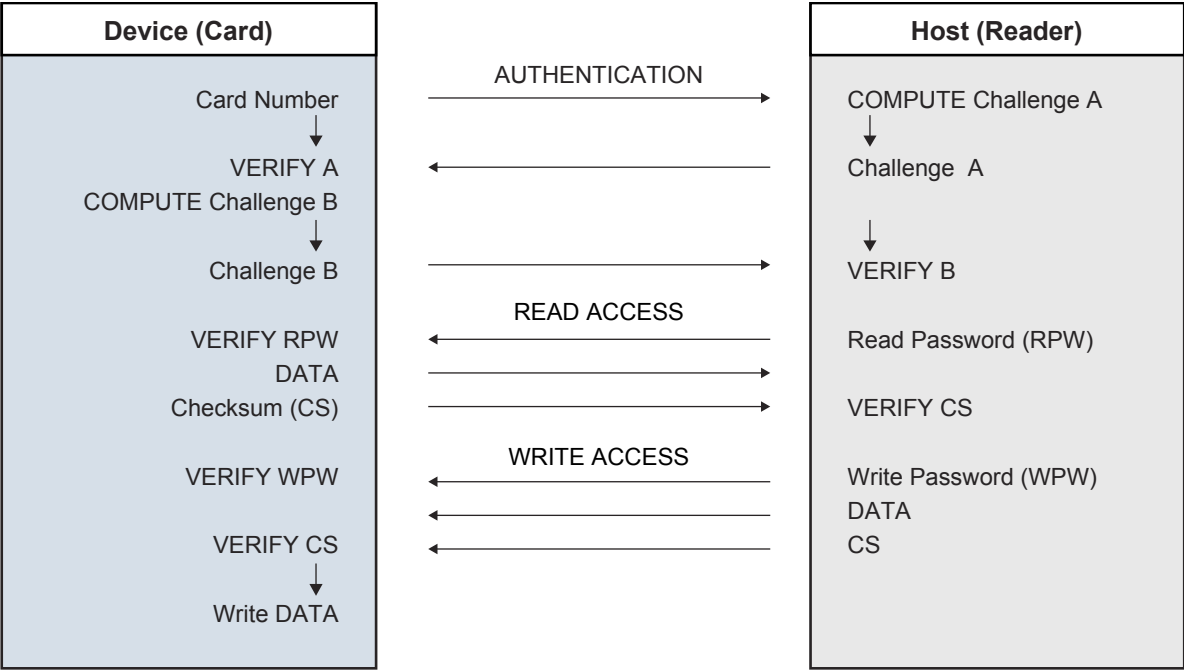 Device (Card)
Host (Reader)
AUTHENTICATION
Card Number
COMPUTE Challenge A
VERIFY A
Challenge A
COMPUTE Challenge B
Challenge B
VERIFY B
READ ACCESS
VERIFY RPW
Read Password (RPW)
DATA
Checksum (CS)
VERIFY CS
WRITE ACCESS
VERIFY WPW
Write Password (WPW)
DATA
VERIFY CS
CS
Write DATA